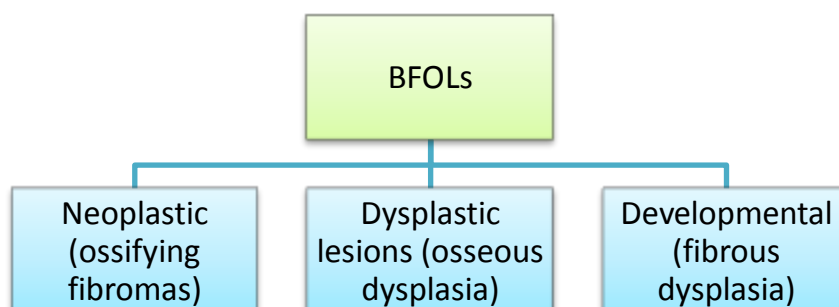 BFOLs
Neoplastic
(ossifying
fibromas)
Dysplastic
lesions (osseous
dysplasia)
Developmental
(fibrous
dysplasia)